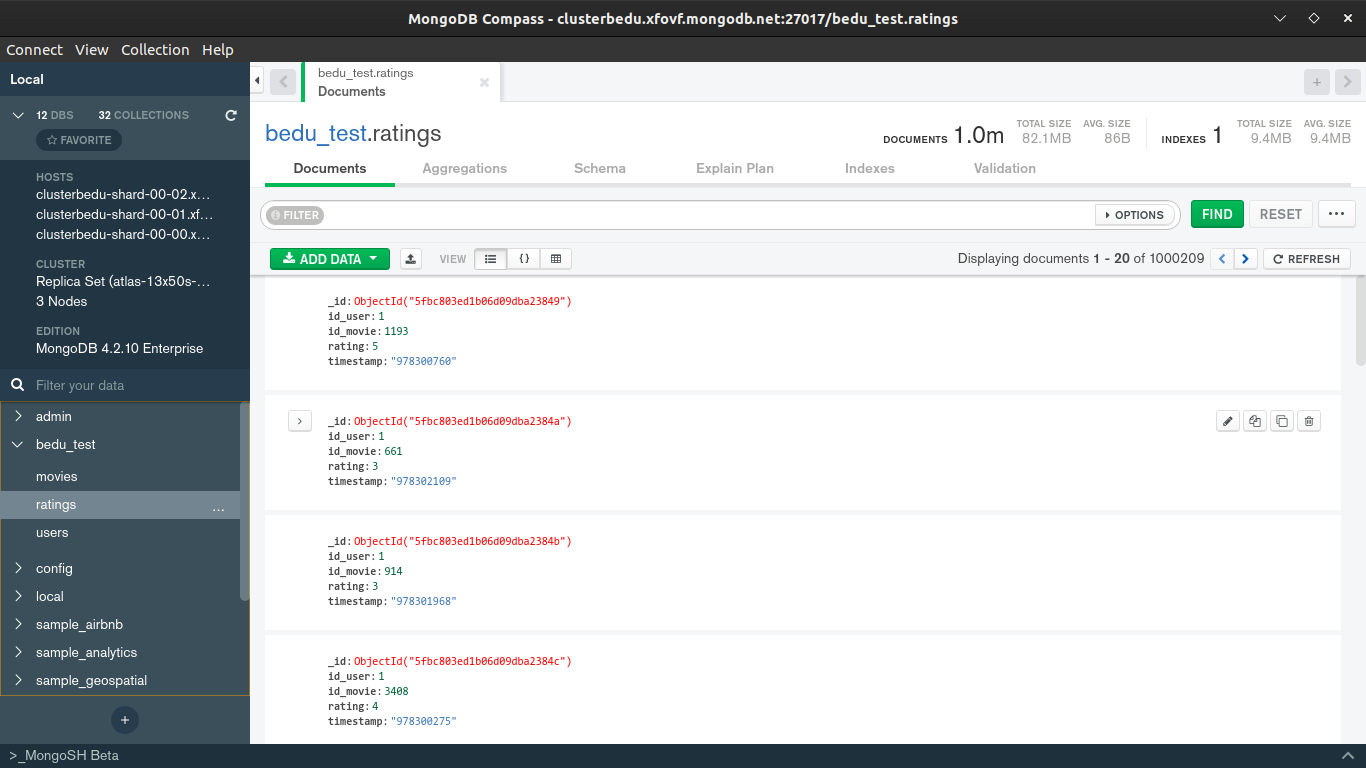 MongoDB Compass - clusterbedu.xfovf.mongodb.net:27017/bedu_test.ratings
Connect View Collection Help
Local
12 DBS 32 COLLECTIONS
FAVORITE
HOSTS
clusterbedu-shard-00-02.x...
clusterbedu-shard-00-01.xf...
clusterbedu-shard-00-00.x...
CLUSTER
Replica Set (atlas-13x50s-...
3 Nodes
EDITION
MongoDB 4.2.10 Enterprise
Filter your data
admin
bedu_test
movies
ratings ...
users
config
local
sample_airbnb
sample_analytics
sample_geospatial
+
bedu_test.ratings
Documents
bedu_test.ratings
DOCUMENTS 1.0m TOTAL SIZE 82.1MB AVG. SIZE 86B INDEXES 1 TOTAL SIZE 9.4MB AVG. SIZE 9.4MB
Documents Aggregations Schema Explain Plan Indexes Validation
FILTER OPTIONS FIND RESET ...
ADD DATA VIEW {} Displaying documents 1 - 20 of 1000209 REFRESH
_id: ObjectId("5fbc803ed1b06d09dba23849")
id_user: 1
id_movie: 1193
rating: 5
timestamp: "978300760"
_id: ObjectId("5fbc803ed1b06d09dba2384a")
id_user: 1
id_movie: 661
rating: 3
timestamp: "978302109"
_id: ObjectId("5fbc803ed1b06d09dba2384b")
id_user: 1
id_movie: 914
rating: 3
timestamp: "978301968"
_id: ObjectId("5fbc803ed1b06d09dba2384c")
id_user: 1
id_movie: 3408
rating: 4
timestamp: "978300275"
>_MongoSH Beta